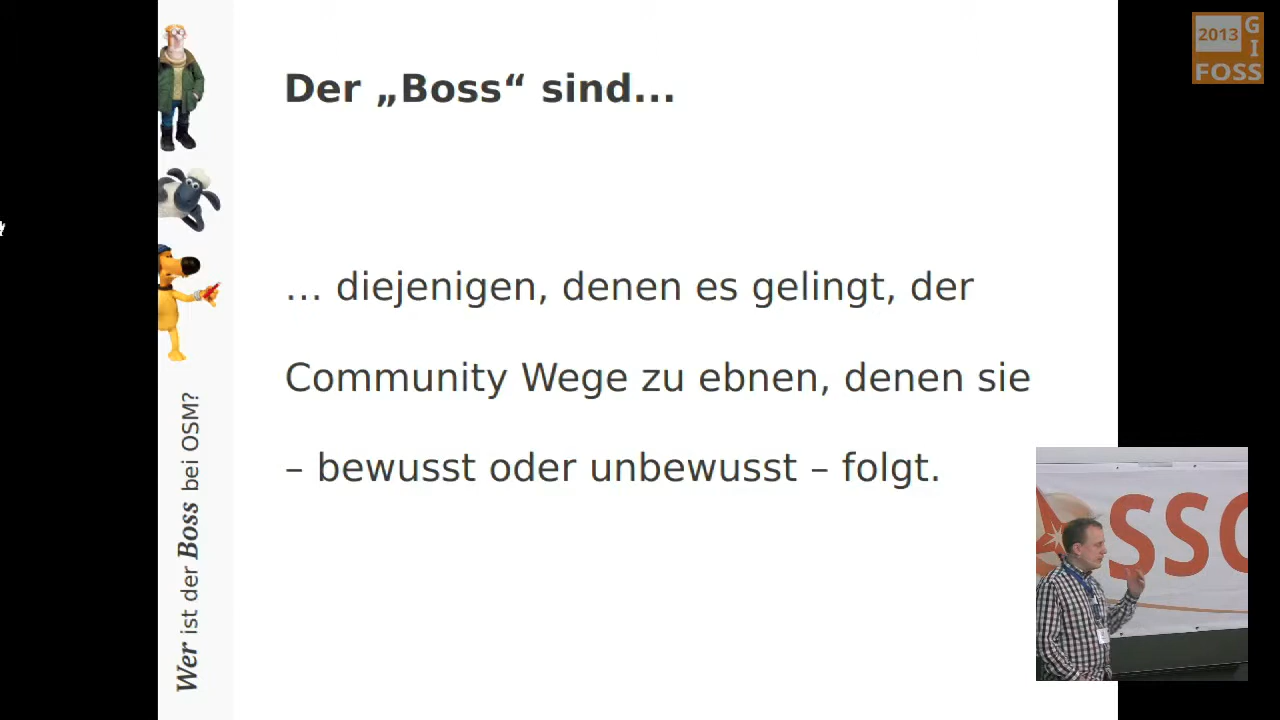 Der „Boss“ sind...
... diejenigen, denen es gelingt, der
Community Wege zu ebnen, denen sie
– bewusst oder unbewusst – folgt.
Wer ist der Boss bei OSM?
2013
GI
FOSS
SSG